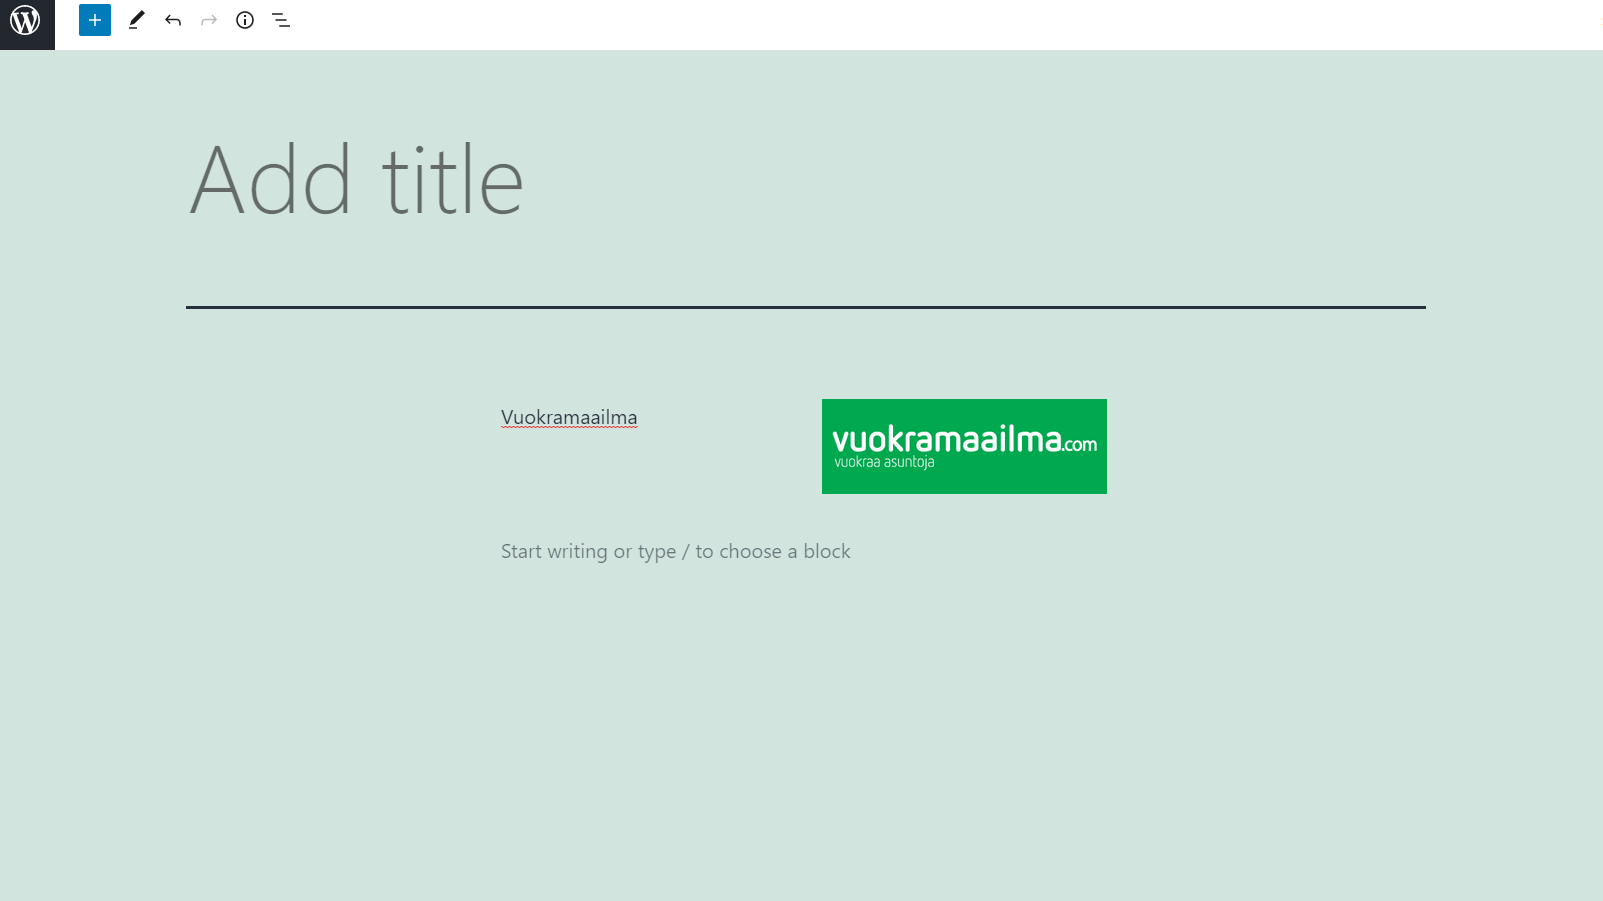 Add title
Vuokramaailma
vuokramaailma.com
vuokraa asuntoja
Start writing or type / to choose a block